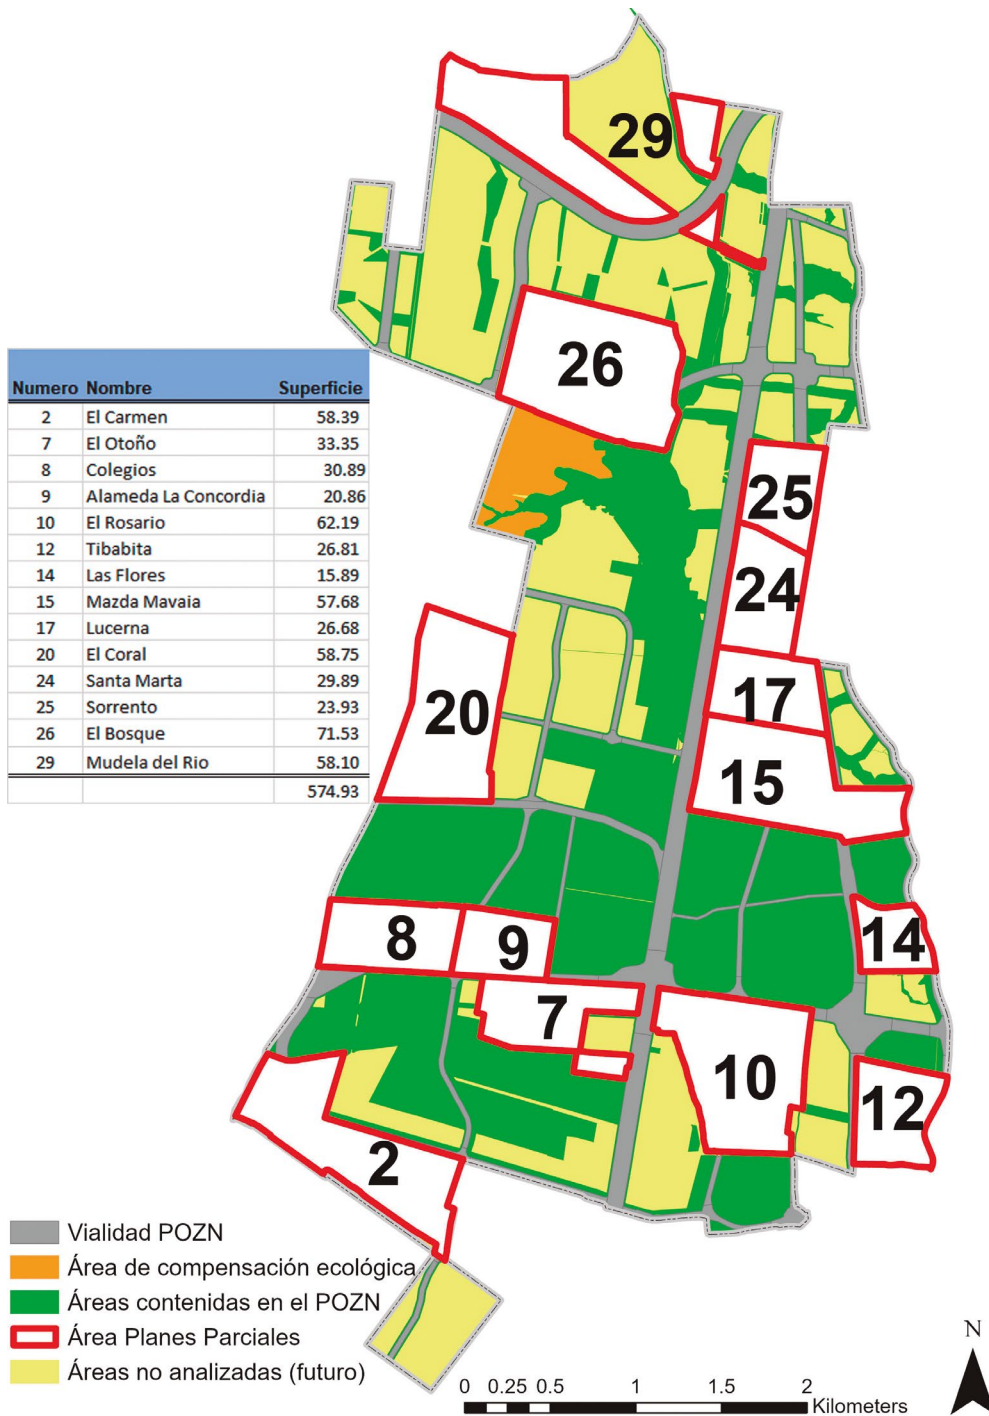 29
26
25
24
20
17
15
8
9
14
7
10
12
2
Numero Nombre Superficie
2 El Carmen 58.39
7 El Otoño 33.35
8 Colegios 30.89
9 Alameda La Concordia 20.86
10 El Rosario 62.19
12 Tibabita 26.81
14 Las Flores 15.89
15 Mazda Mavaia 57.68
17 Lucerna 26.68
20 El Coral 58.75
24 Santa Marta 29.89
25 Sorrento 23.93
26 El Bosque 71.53
29 Mudela del Rio 58.10
574.93
Vialidad POZN
Área de compensación ecológica
Áreas contenidas en el POZN
Área Planes Parciales
Áreas no analizadas (futuro)
0 0.25 0.5 1 1.5 2
Kilometers
N